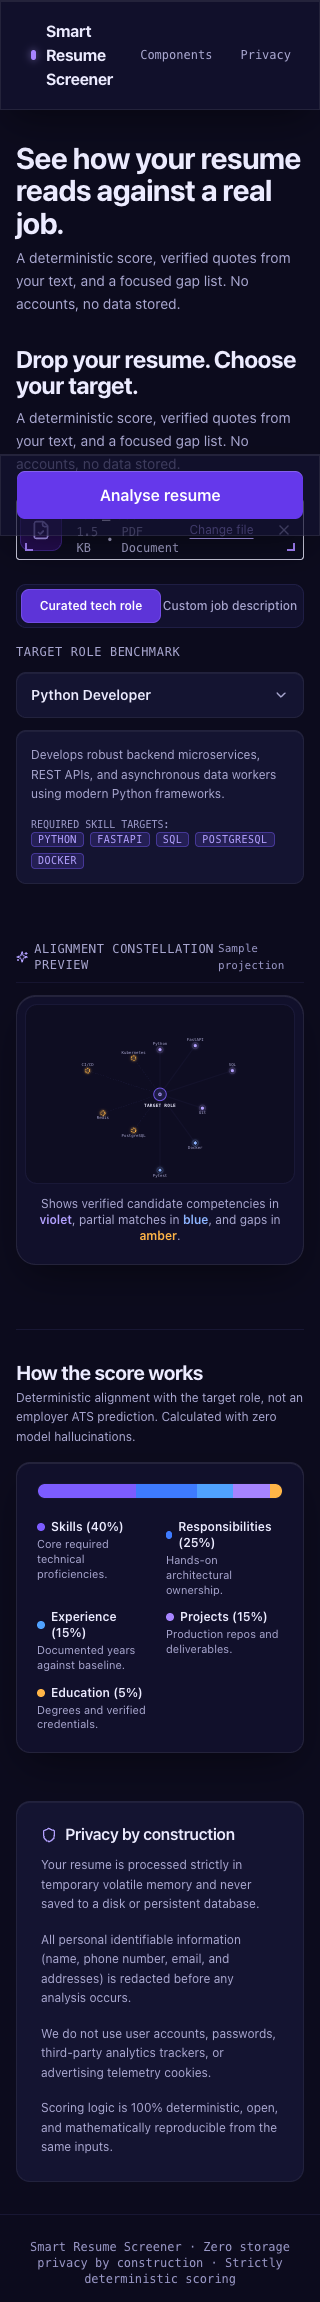 Smart
Resume
Screener
Components
Privacy
See how your resume
reads against a real
job.
A deterministic score, verified quotes from
your text, and a focused gap list. No
accounts, no data stored.
Drop your resume. Choose
your target.
A deterministic score, verified quotes from
your text, and a focused gap list. No
accounts, no data stored.
Analyse resume
1.5
KB
•
PDF
Document
Change file
Curated tech role
Custom job description
TARGET ROLE BENCHMARK
Python Developer
Develops robust backend microservices,
REST APIs, and asynchronous data workers
using modern Python frameworks.
REQUIRED SKILL TARGETS:
PYTHON FASTAPI SQL POSTGRESQL
DOCKER
ALIGNMENT CONSTELLATION
PREVIEW
Sample
projection
Python
FastAPI
Kubernetes
CI/CD
SQL
TARGET ROLE
Redis
Git
PostgreSQL
Docker
Pytest
Shows verified candidate competencies in
violet, partial matches in blue, and gaps in
amber.
How the score works
Deterministic alignment with the target role, not an
employer ATS prediction. Calculated with zero
model hallucinations.
Skills (40%)
Core required
technical
proficiencies.
Responsibilities
(25%)
Hands-on
architectural
ownership.
Experience
(15%)
Documented years
against baseline.
Projects (15%)
Production repos and
deliverables.
Education (5%)
Degrees and verified
credentials.
Privacy by construction
Your resume is processed strictly in
temporary volatile memory and never
saved to a disk or persistent database.
All personal identifiable information
(name, phone number, email, and
addresses) is redacted before any
analysis occurs.
We do not use user accounts, passwords,
third-party analytics trackers, or
advertising telemetry cookies.
Scoring logic is 100% deterministic, open,
and mathematically reproducible from the
same inputs.
Smart Resume Screener · Zero storage
privacy by construction · Strictly
deterministic scoring